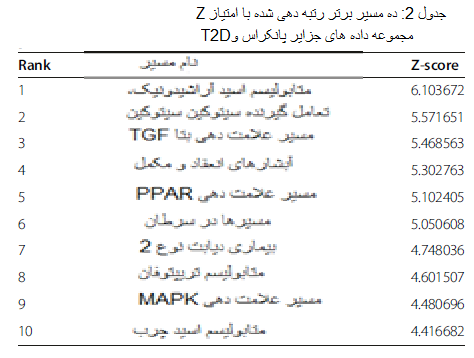 جدول 2: ده مسیر برتر رتبه دهی شده با امتیاز Z
مجموعه داده های جزایر پانکراس وT2D
Rank نام مسیر Z-score
1 متابولیسم اسید آراشیدونیک. 6.103672
2 تعامل گیرنده سیتوکین سیتوکین 5.571651
3 مسیر علامت دهی بتا TGF 5.468563
4 آبشارهای انعقاد و مکمل 5.302763
5 مسیر علامت دهی PPAR 5.102405
6 مسیرها در سرطان 5.050608
7 بیماری دیابت نوع 2 4.748036
8 متابولیسم تریپتوفان 4.601507
9 مسیر علامت دهی MAPK 4.480696
10 متابولیسم اسید چرب 4.416682